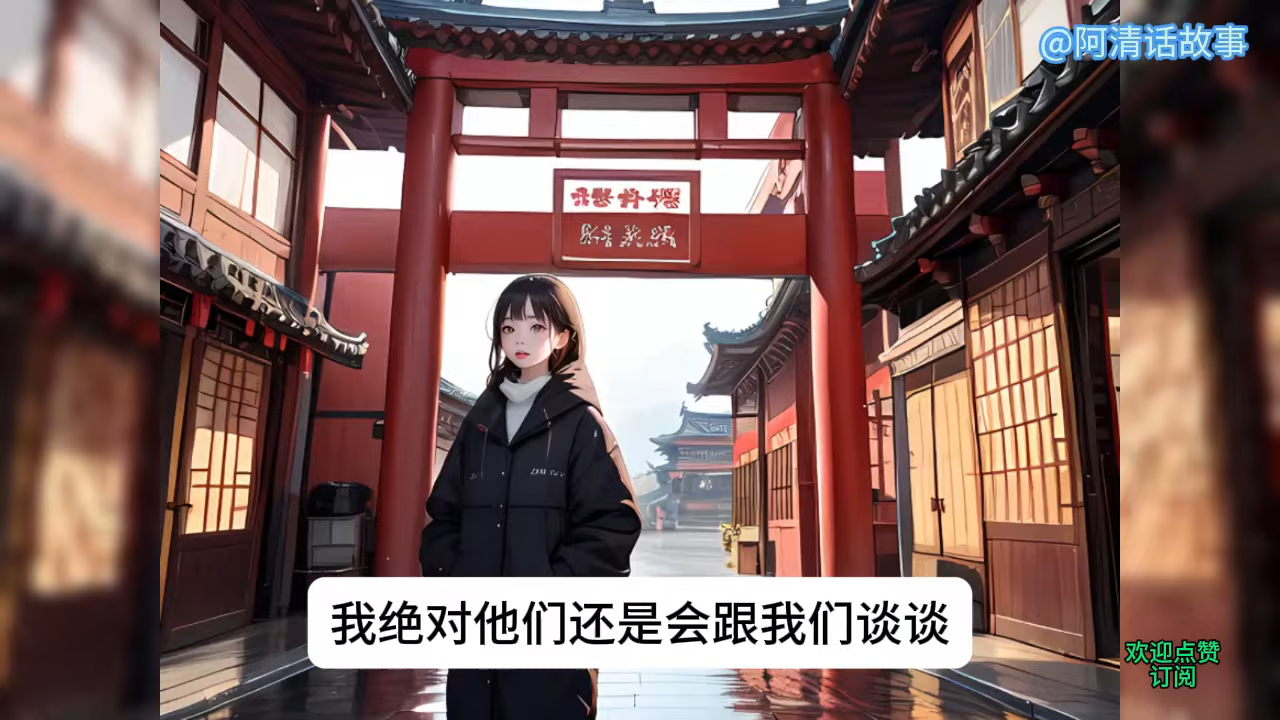 @阿清话故事
我绝对他们还是会跟我们谈谈
欢迎点赞
订阅